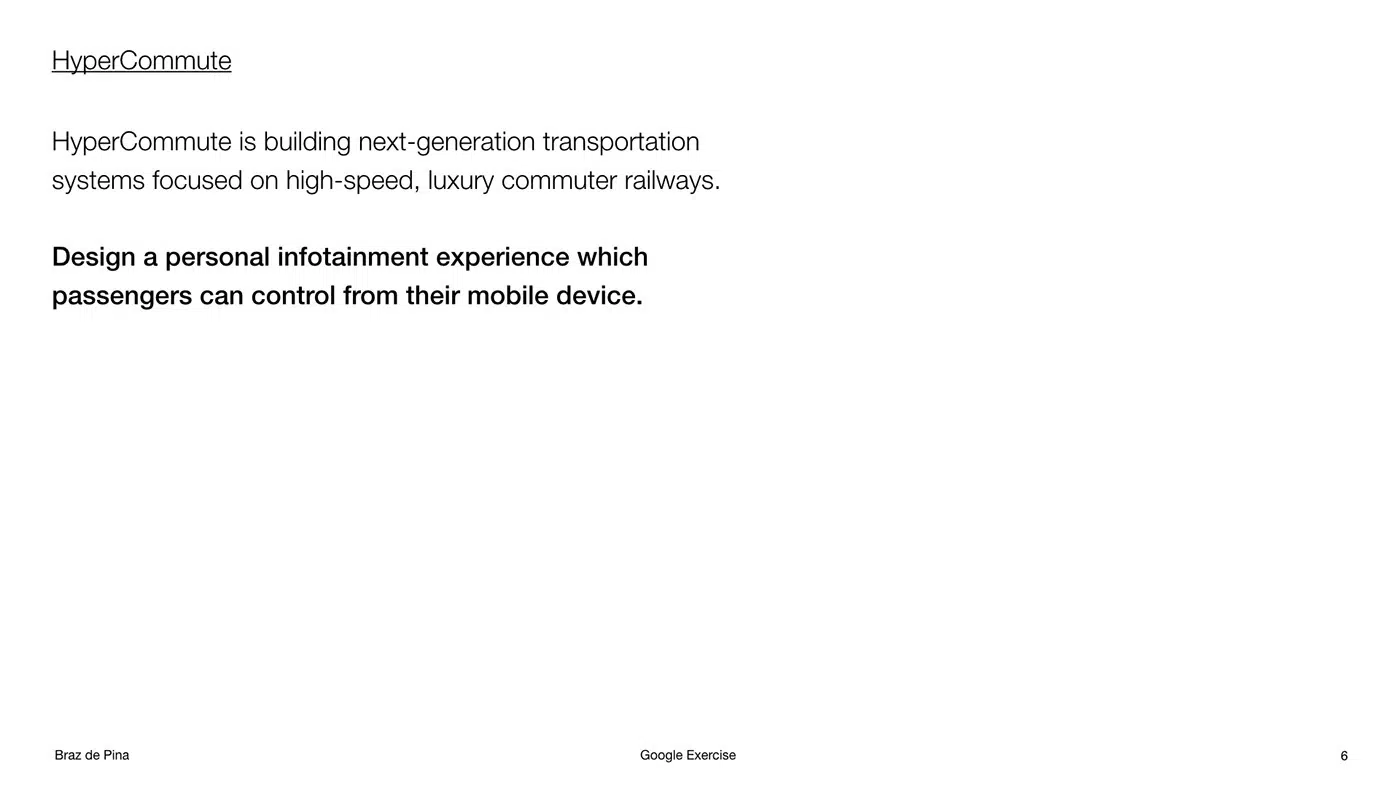 HyperCommute
HyperCommute is building next-generation transportation
systems focused on high-speed, luxury commuter railways.
Design a personal infotainment experience which
passengers can control from their mobile device.
Braz de Pina
Google Exercise
6